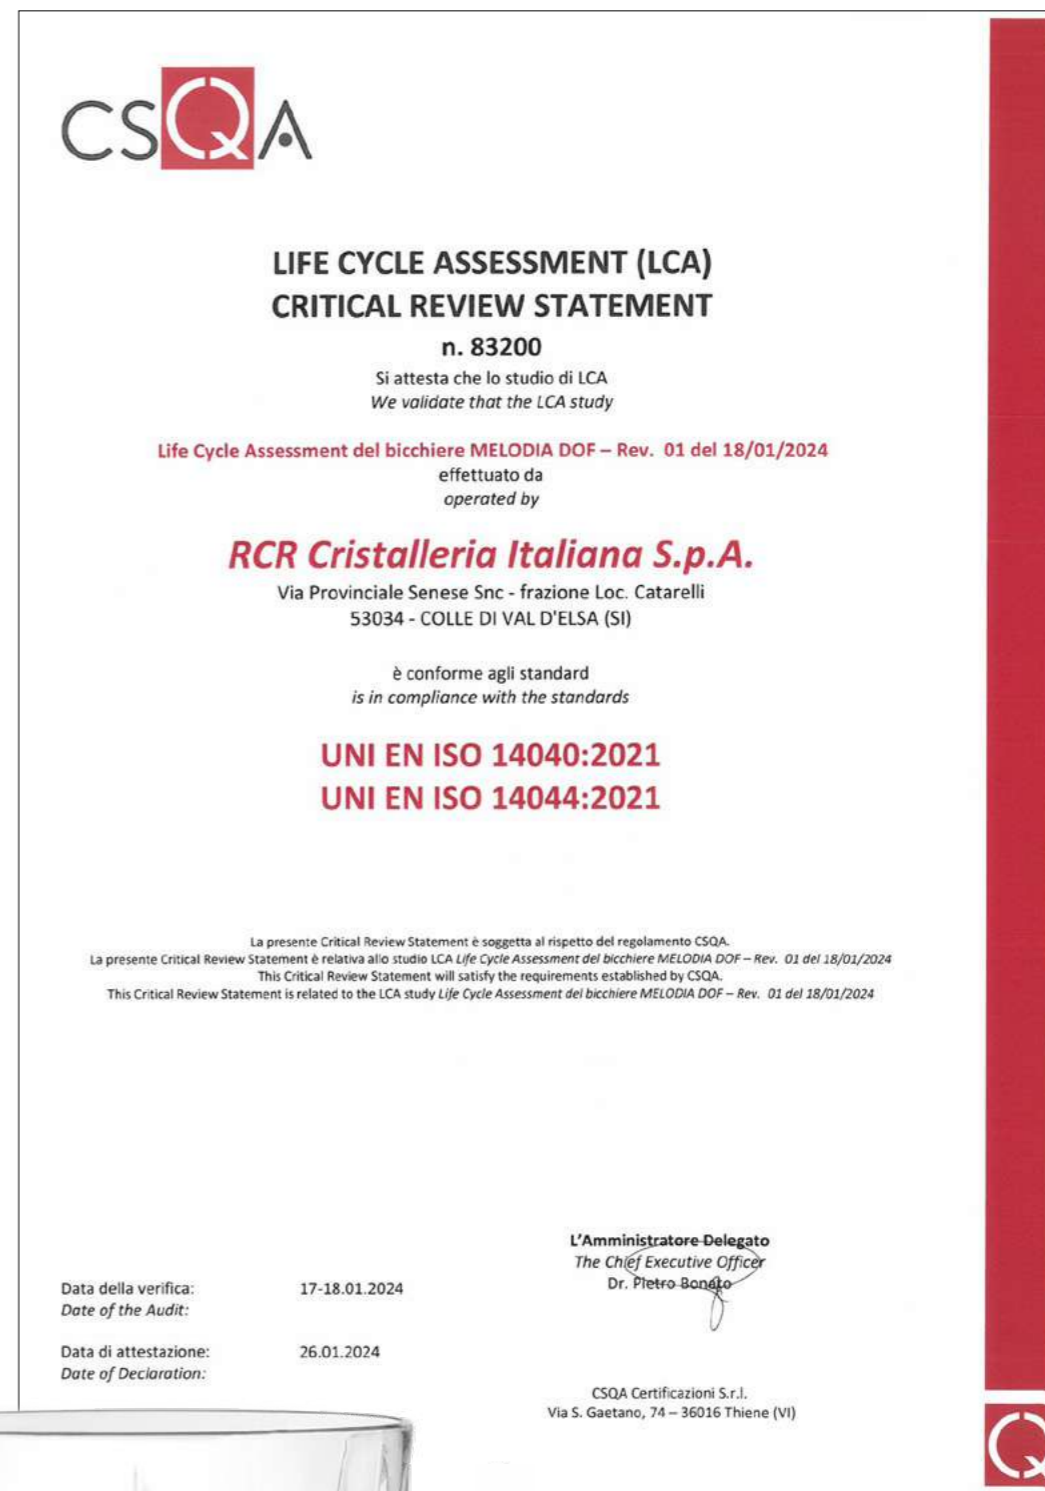 CSQA
LIFE CYCLE ASSESSMENT (LCA)
CRITICAL REVIEW STATEMENT
n. 83200
Si attesta che lo studio di LCA
We validate that the LCA study
Life Cycle Assessment del bicchiere MELODIA DOF – Rev. 01 del 18/01/2024
effettuato da
operated by
RCR Cristalleria Italiana S.p.A.
Via Provinciale Senese Snc - frazione Loc. Catarelli
53034 - COLLE DI VAL D'ELSA (SI)
è conforme agli standard
is in compliance with the standards
UNI EN ISO 14040:2021
UNI EN ISO 14044:2021
La presente Critical Review Statement è soggetta al rispetto del regolamento CSQA.
La presente Critical Review Statement è relativa allo studio LCA Life Cycle Assessment del bicchiere MELODIA DOF – Rev. 01 del 18/01/2024
This Critical Review Statement will satisfy the requirements established by CSQA.
This Critical Review Statement is related to the LCA study Life Cycle Assessment del bicchiere MELODIA DOF – Rev. 01 del 18/01/2024
L'Amministratore Delegato
The Chief Executive Officer
Dr. Pietro Bonato
Data della verifica: 17-18.01.2024
Date of the Audit:
Data di attestazione: 26.01.2024
Date of Declaration:
CSQA Certificazioni S.r.l.
Via S. Gaetano, 74 – 36016 Thiene (VI)